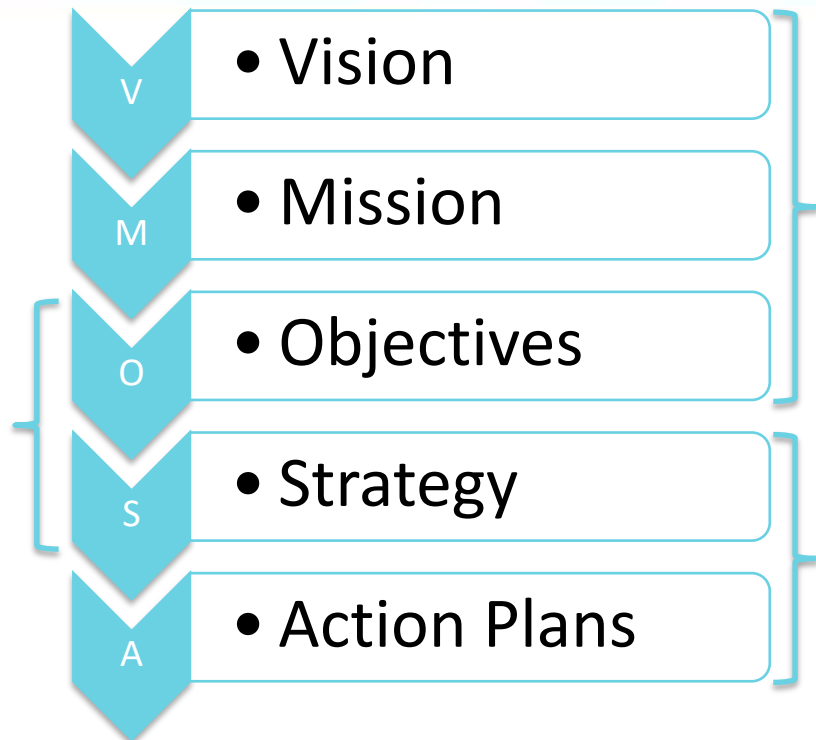 V
• Vision
M
• Mission
O
• Objectives
S
• Strategy
A
• Action Plans